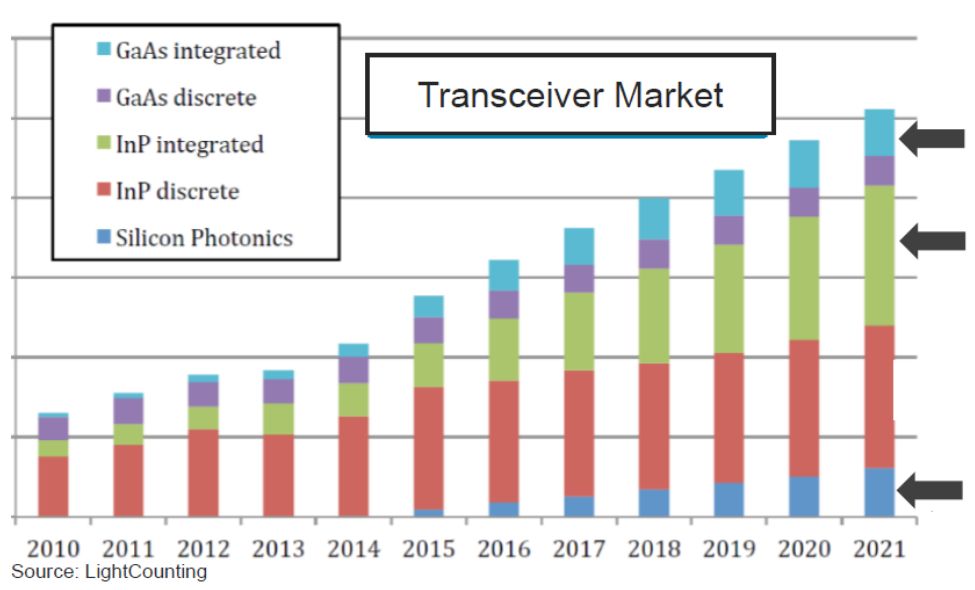 GaAs integrated
GaAs discrete
InP integrated
InP discrete
Silicon Photonics
Transceiver Market
2010 2011 2012 2013 2014 2015 2016 2017 2018 2019 2020 2021
Source: LightCounting